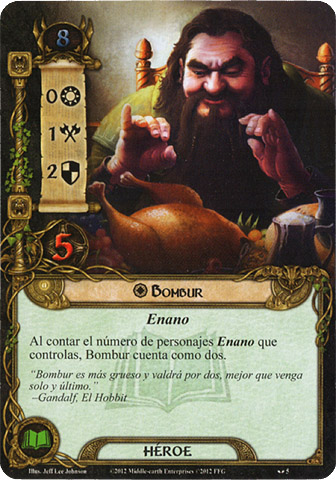 8
0
1
2
5
BOMBUR
Enano
Al contar el número de personajes Enano que
controlas, Bombur cuenta como dos.
“Bombur es más grueso y valdrá por dos, mejor que venga
solo y último.”
–Gandalf, El Hobbit
HÉROE
Illus. Jeff Lee Johnson
©2012 Middle-earth Enterprises ©2012 FFG
5